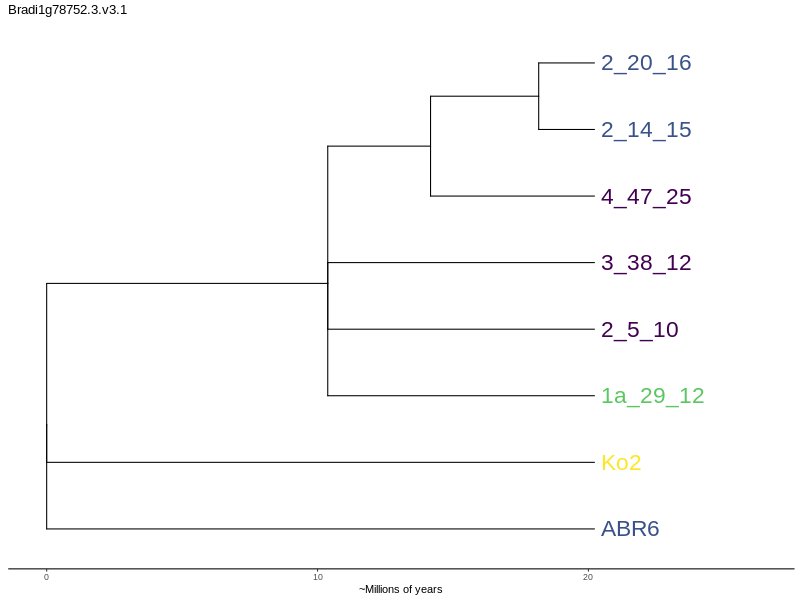 Bradi1g78752.3.v3.1
2_20_16
2_14_15
4_47_25
3_38_12
2_5_10
1a_29_12
Ko2
ABR6
0 10 20
~Millions of years